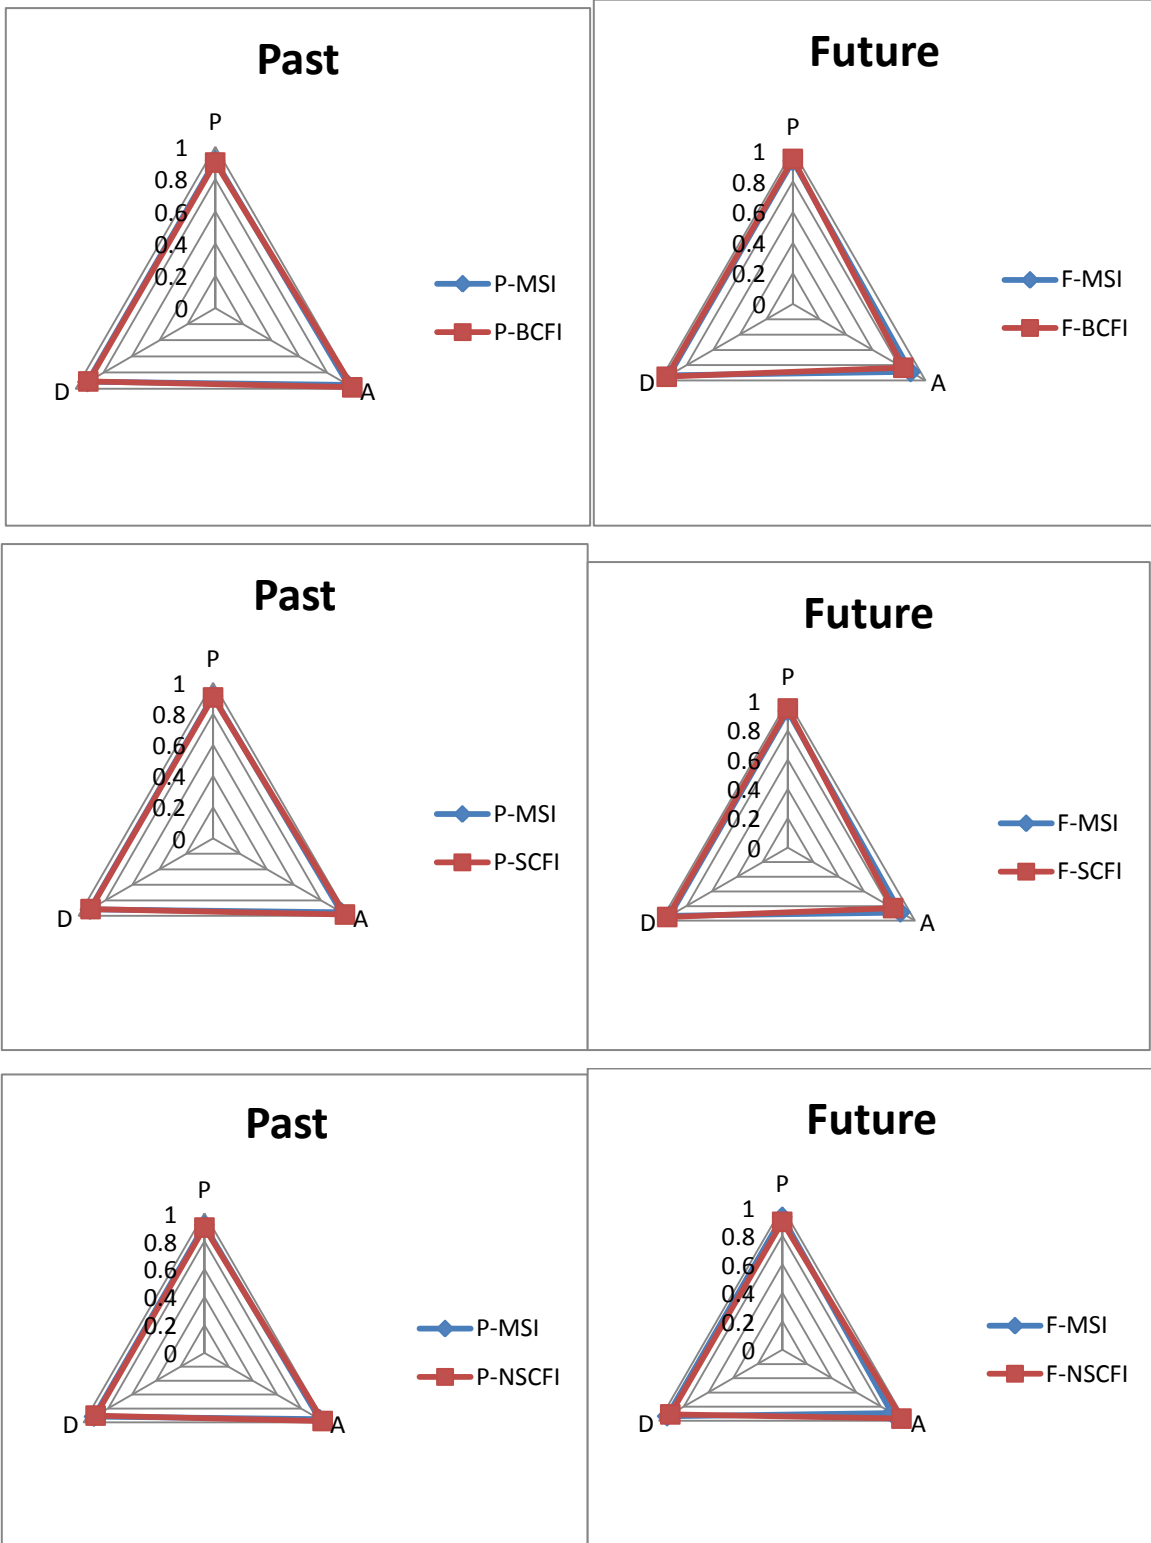 Past
P
1
0.8
0.6
0.4
0.2
0
D
A
P-MSI
P-BCFI
Future
P
1
0.8
0.6
0.4
0.2
0
D
A
F-MSI
F-BCFI
Past
P
1
0.8
0.6
0.4
0.2
0
D
A
P-MSI
P-SCFI
Future
P
1
0.8
0.6
0.4
0.2
0
D
A
F-MSI
F-SCFI
Past
P
1
0.8
0.6
0.4
0.2
0
D
A
P-MSI
P-NSCFI
Future
P
1
0.8
0.6
0.4
0.2
0
D
A
F-MSI
F-NSCFI